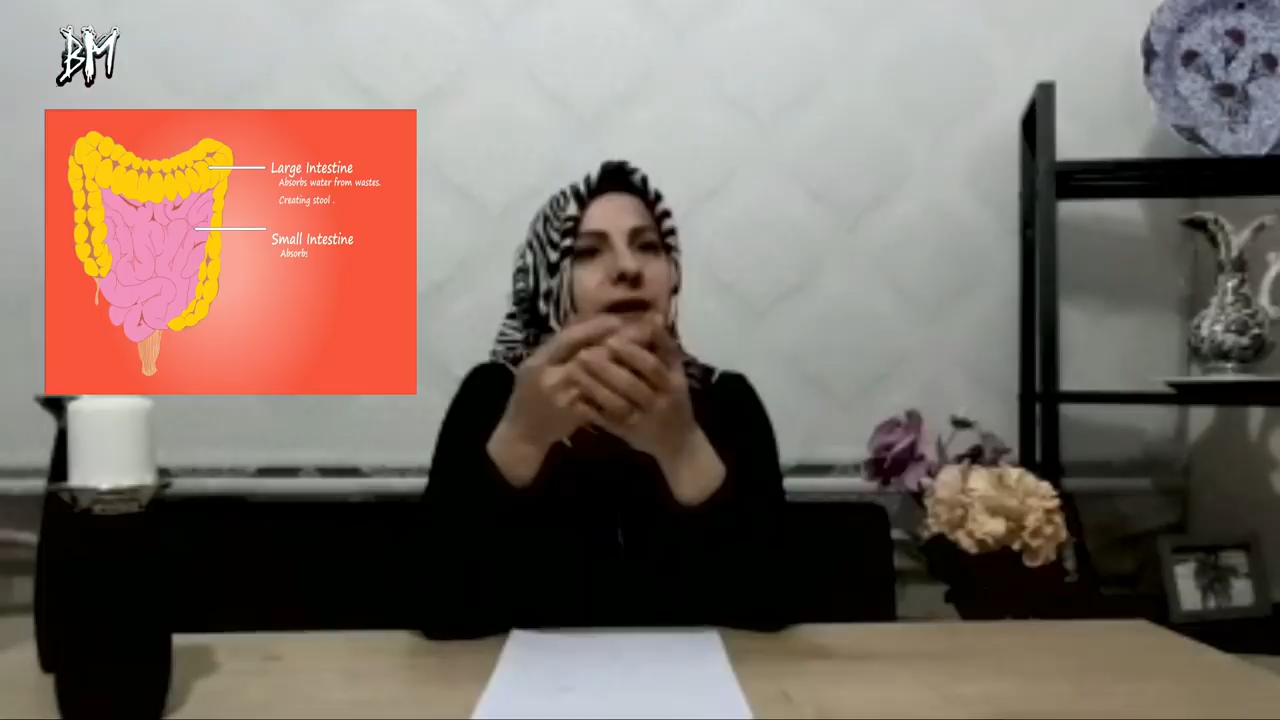 BM
Large Intestine
Absorbs water from wastes.
Creating stool .
Small Intestine
Absorb!